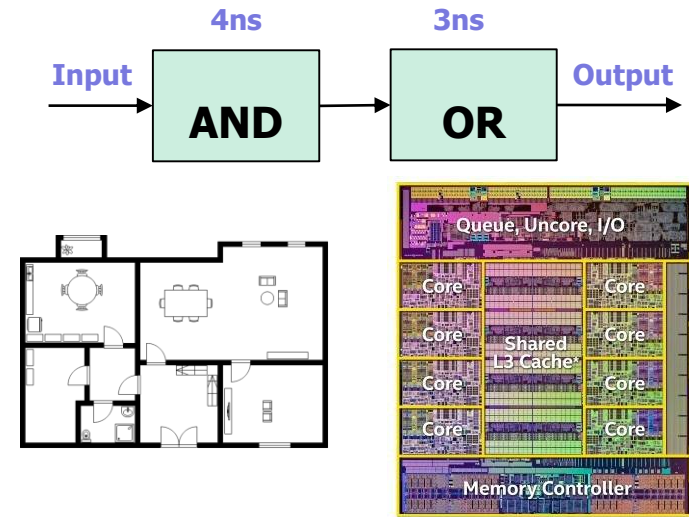 4ns 3ns
Input Output
AND OR
Queue, Uncore, I/O
Core Core
Core Core
Shared
L3 Cache*
Core Core
Core Core
Memory Controller